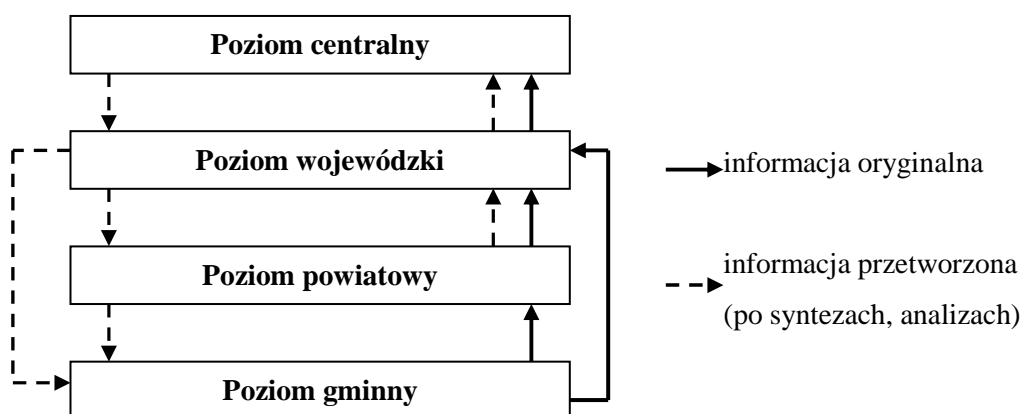 Poziom centralny
Poziom wojewódzki
informacja oryginalna
Poziom powiatowy
informacja przetworzona
(po syntezach, analizach)
Poziom gminny